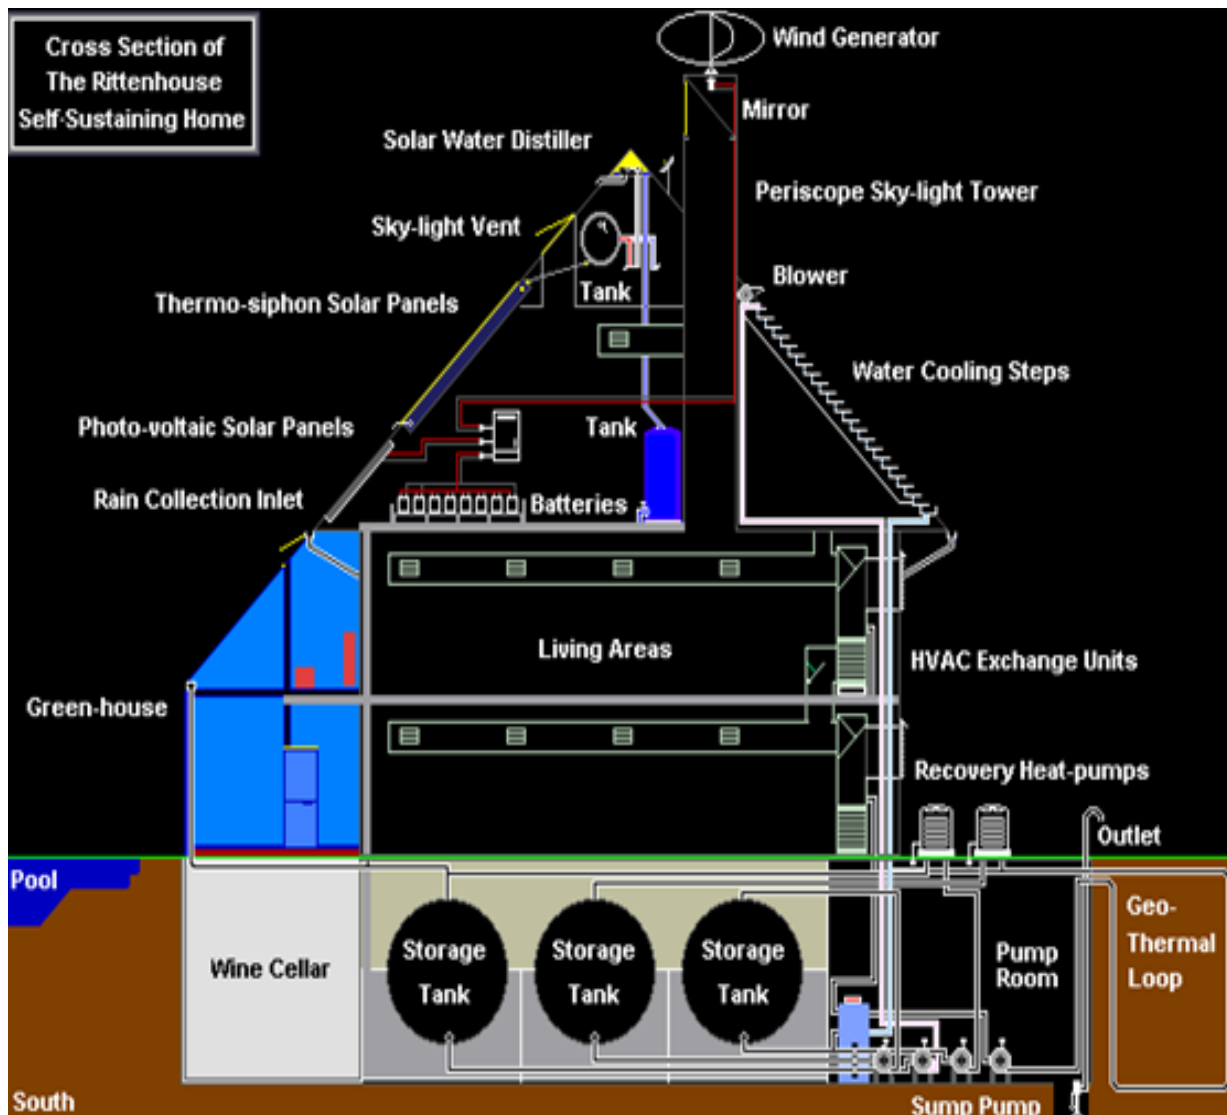 Cross Section of
The Rittenhouse
Self-Sustaining Home
Wind Generator
Mirror
Solar Water Distiller
Periscope Sky-light Tower
Sky-light Vent
Blower
Tank
Thermo-siphon Solar Panels
Water Cooling Steps
Tank
Photo-voltaic Solar Panels
Rain Collection Inlet
Batteries
Living Areas
HVAC Exchange Units
Green-house
Recovery Heat-pumps
Outlet
Pool
Geo-
Thermal
Loop
Storage
Tank
Storage
Tank
Storage
Tank
Wine Cellar
Pump
Room
South
Sump Pump